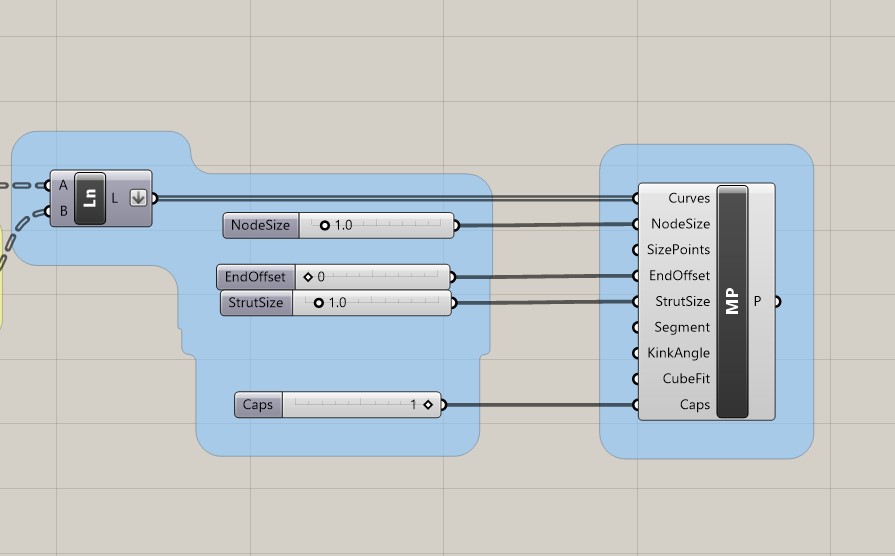 A
B
Ln
L
NodeSize
1.0
EndOffset
0
StrutSize
1.0
Caps
1
Curves
NodeSize
SizePoints
EndOffset
StrutSize
Segment
KinkAngle
CubeFit
Caps
MP
P